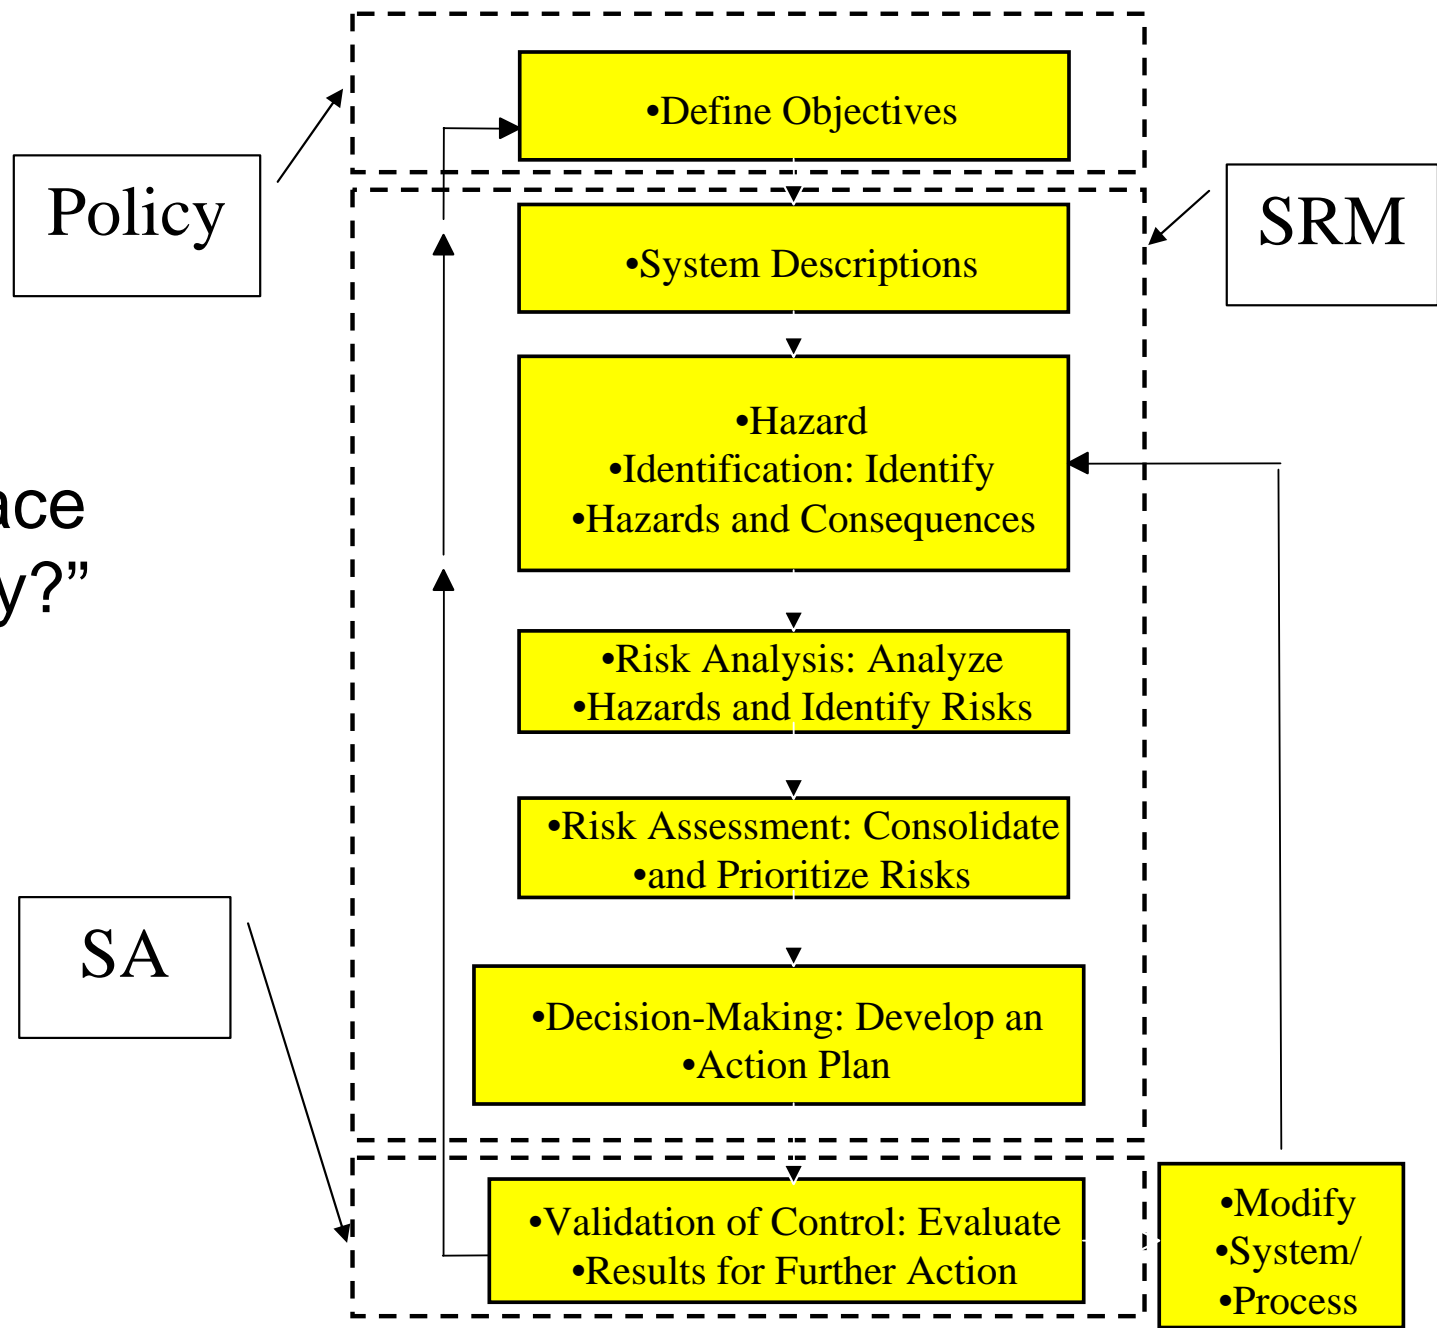 •Define Objectives
Policy
SRM
•System Descriptions
•Hazard
•Identification: Identify
•Hazards and Consequences
y?”
•Risk Analysis: Analyze
•Hazards and Identify Risks
•Risk Assessment: Consolidate
•and Prioritize Risks
SA
•Decision-Making: Develop an
•Action Plan
•Validation of Control: Evaluate
•Results for Further Action
•Modify
•System/
•Process